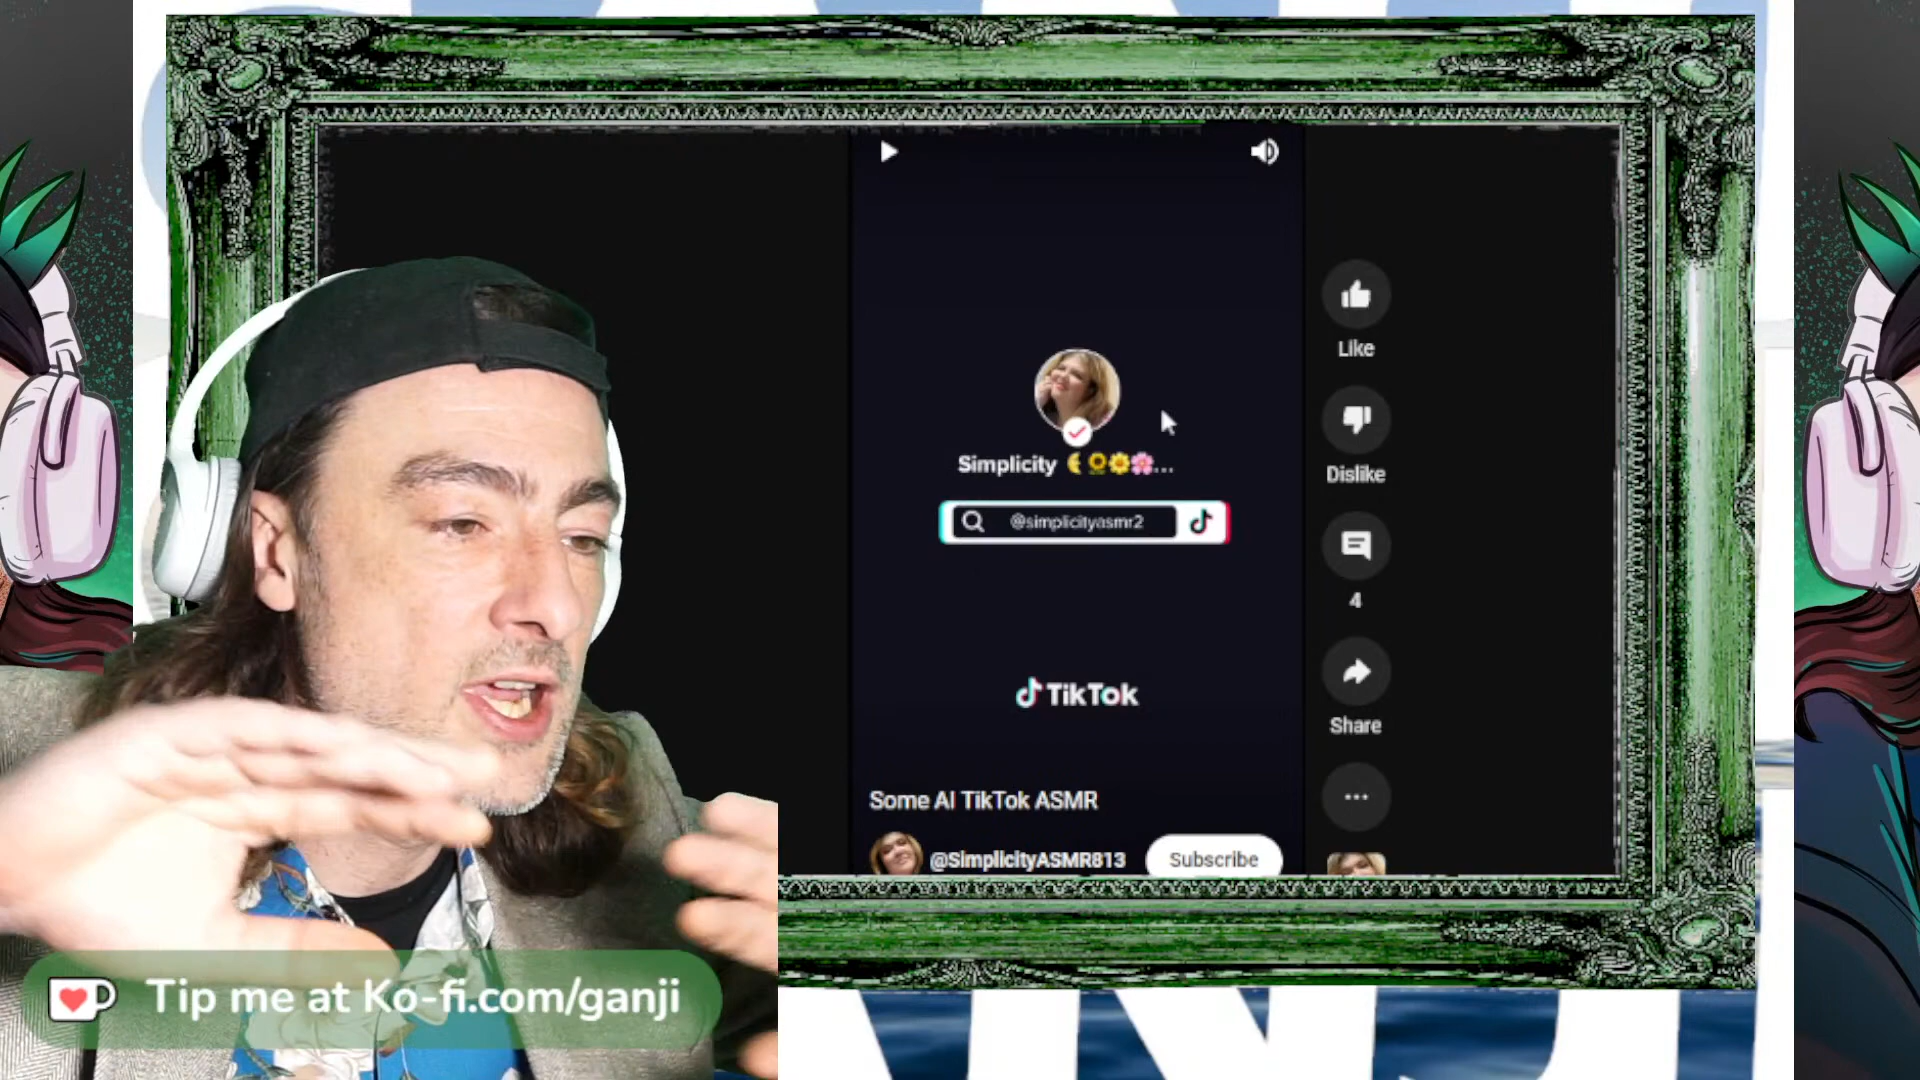 Simplicity 🌜🌻🌼🌸...
@simplicityasmr2
TikTok
Some AI TikTok ASMR
@SimplicityASMR813
Subscribe
Like
Dislike
4
Share
Tip me at Ko-fi.com/ganji